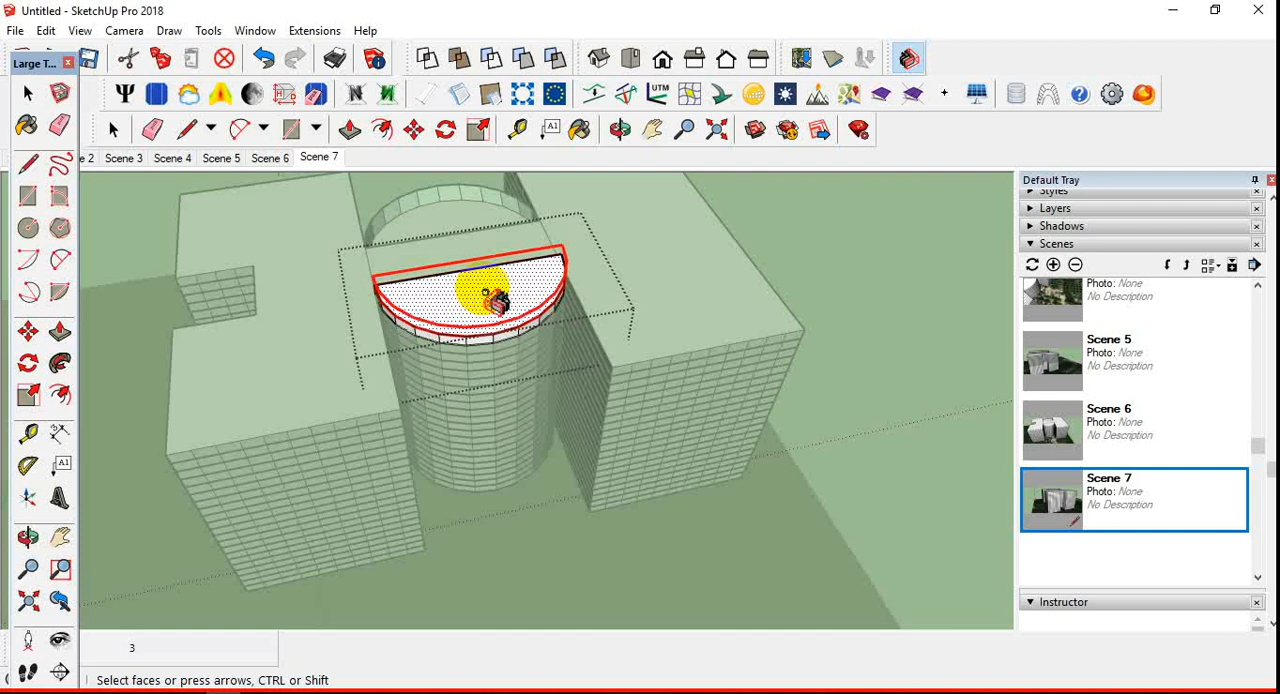 Untitled - SketchUp Pro 2018
File Edit View Camera Draw Tools Window Extensions Help
Large T...
UTM
A1
e 2 Scene 3 Scene 4 Scene 5 Scene 6 Scene 7
Default Tray
Styles
Layers
Shadows
Scenes
Photo: None
No Description
Scene 5
Photo: None
No Description
Scene 6
Photo: None
No Description
Scene 7
Photo: None
No Description
A1
Instructor
3
Select faces or press arrows, CTRL or Shift